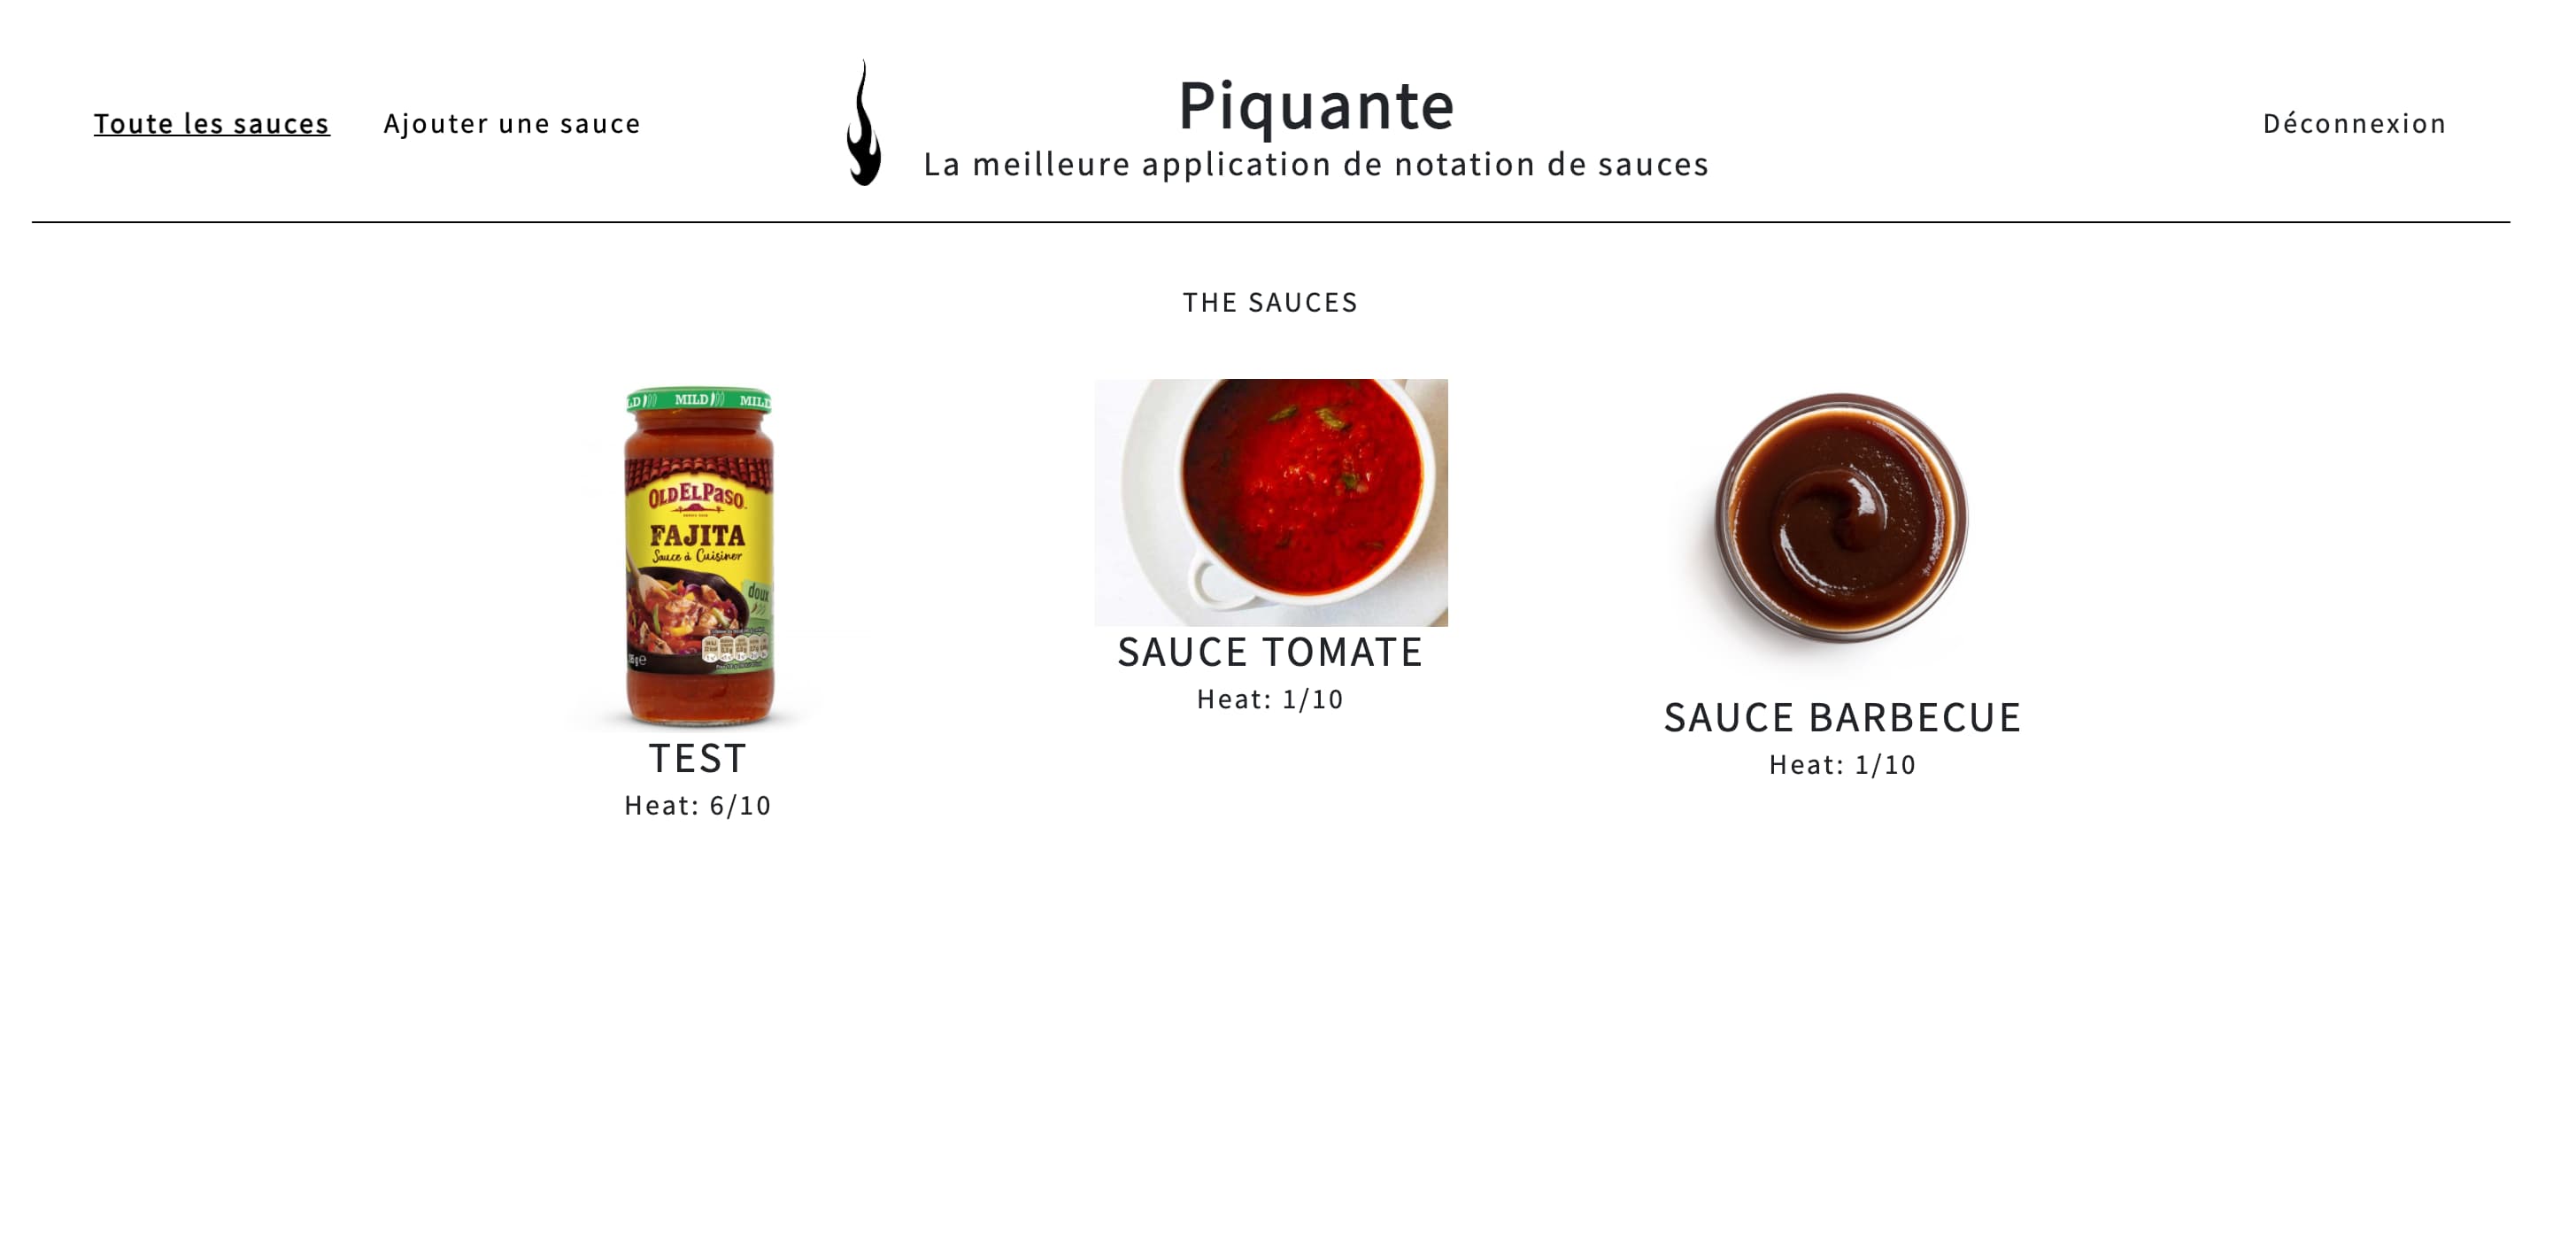 Toute les sauces
Ajouter une sauce
Piquante
La meilleure application de notation de sauces
Déconnexion
THE SAUCES
LD MILD MIL
OLD EL PASO
FAJITA
Sauce à Cuisiner
doux
TEST
Heat: 6/10
SAUCE TOMATE
Heat: 1/10
SAUCE BARBECUE
Heat: 1/10